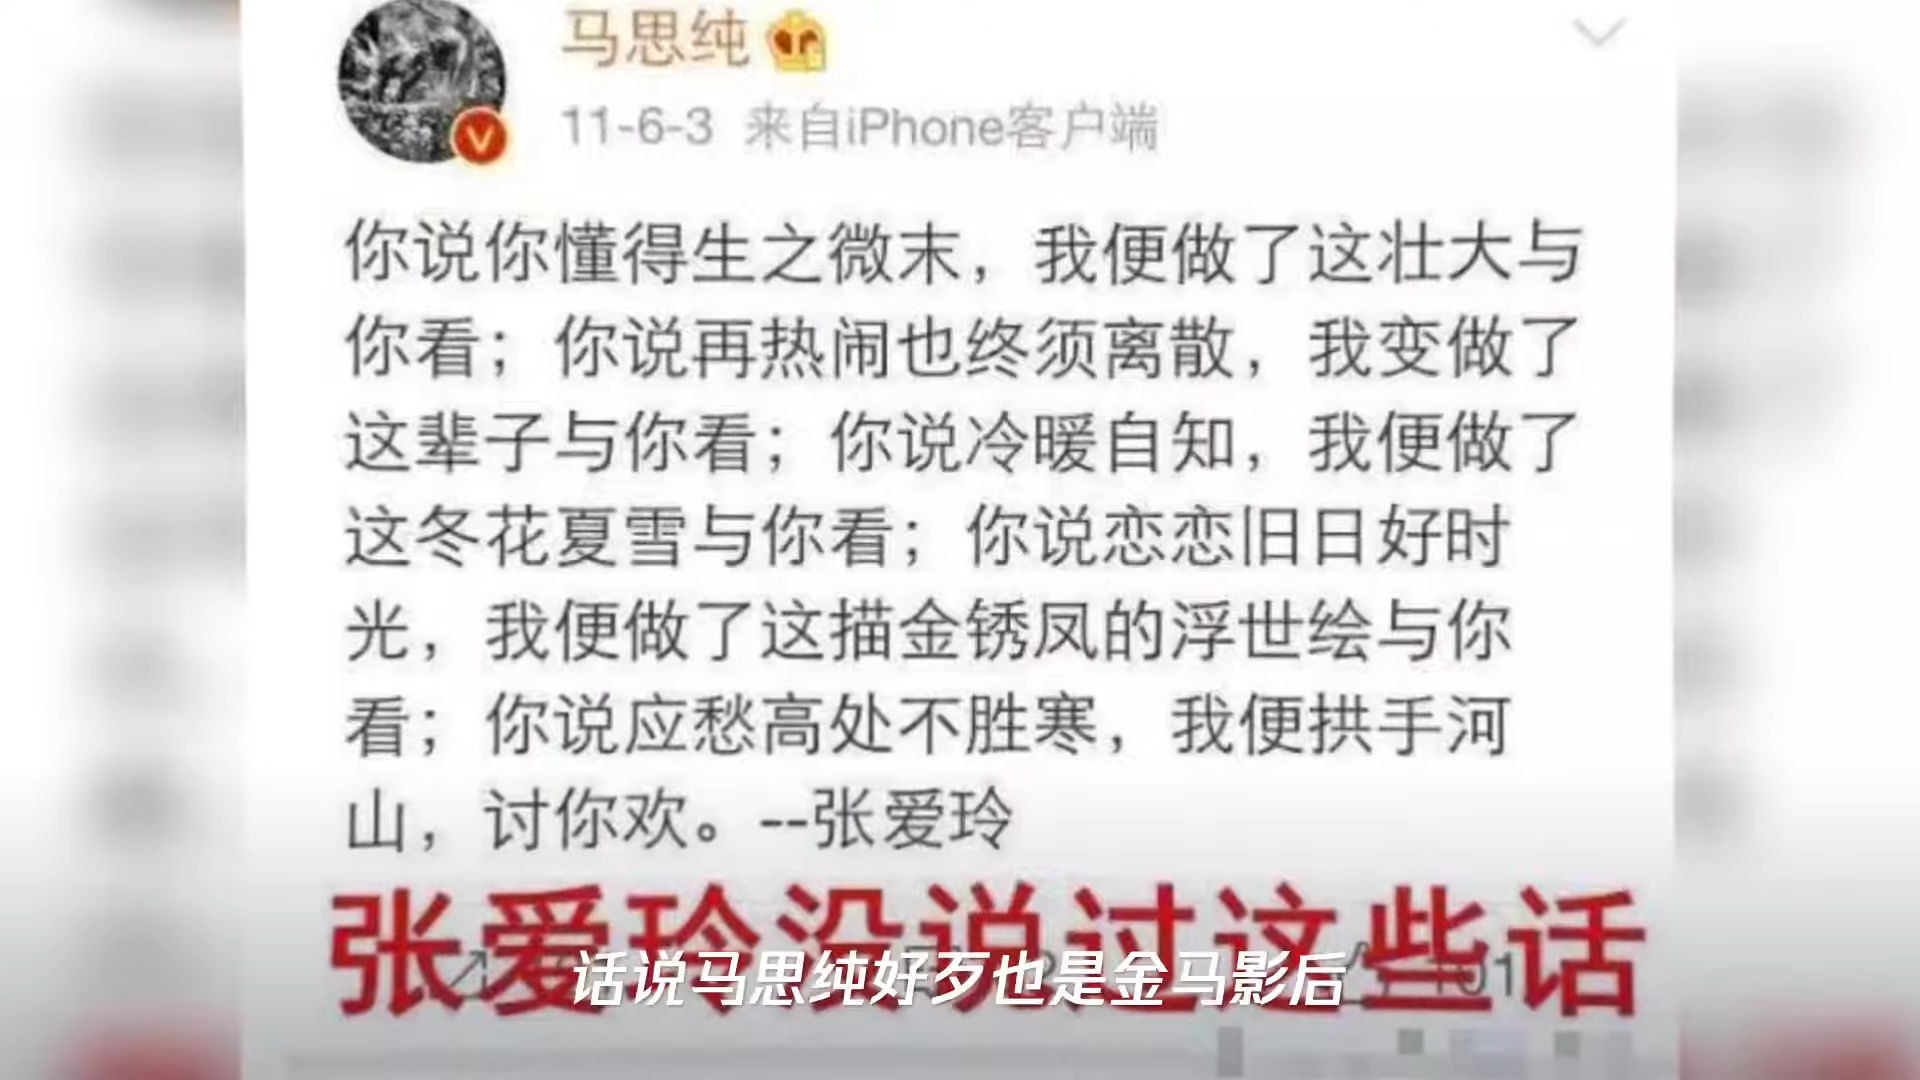 马思纯
11-6-3 来自iPhone客户端
你说你懂得生之微末，我便做了这壮大与
你看；你说再热闹也终须离散，我变做了
这辈子与你看；你说冷暖自知，我便做了
这冬花夏雪与你看；你说恋恋旧日好时
光，我便做了这描金锈凤的浮世绘与你
看；你说应愁高处不胜寒，我便拱手河
山，讨你欢。--张爱玲
张爱玲没说过这些话
话说马思纯好歹也是金马影后